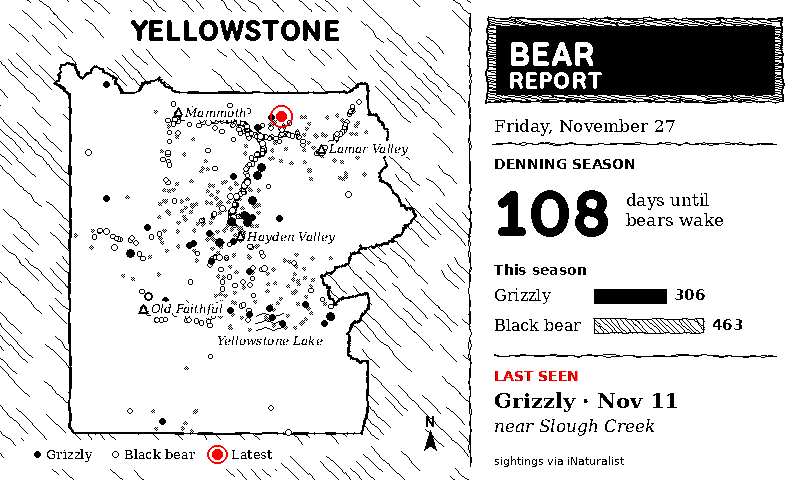 YELLOWSTONE
Mammoth
Lamar Valley
Hayden Valley
Old Faithful
Yellowstone Lake
N
Grizzly
Black bear
Latest
BEAR
REPORT
Friday, November 27
DENNING SEASON
108 days until
bears wake
This season
Grizzly 306
Black bear 463
LAST SEEN
Grizzly · Nov 11
near Slough Creek
sightings via iNaturalist